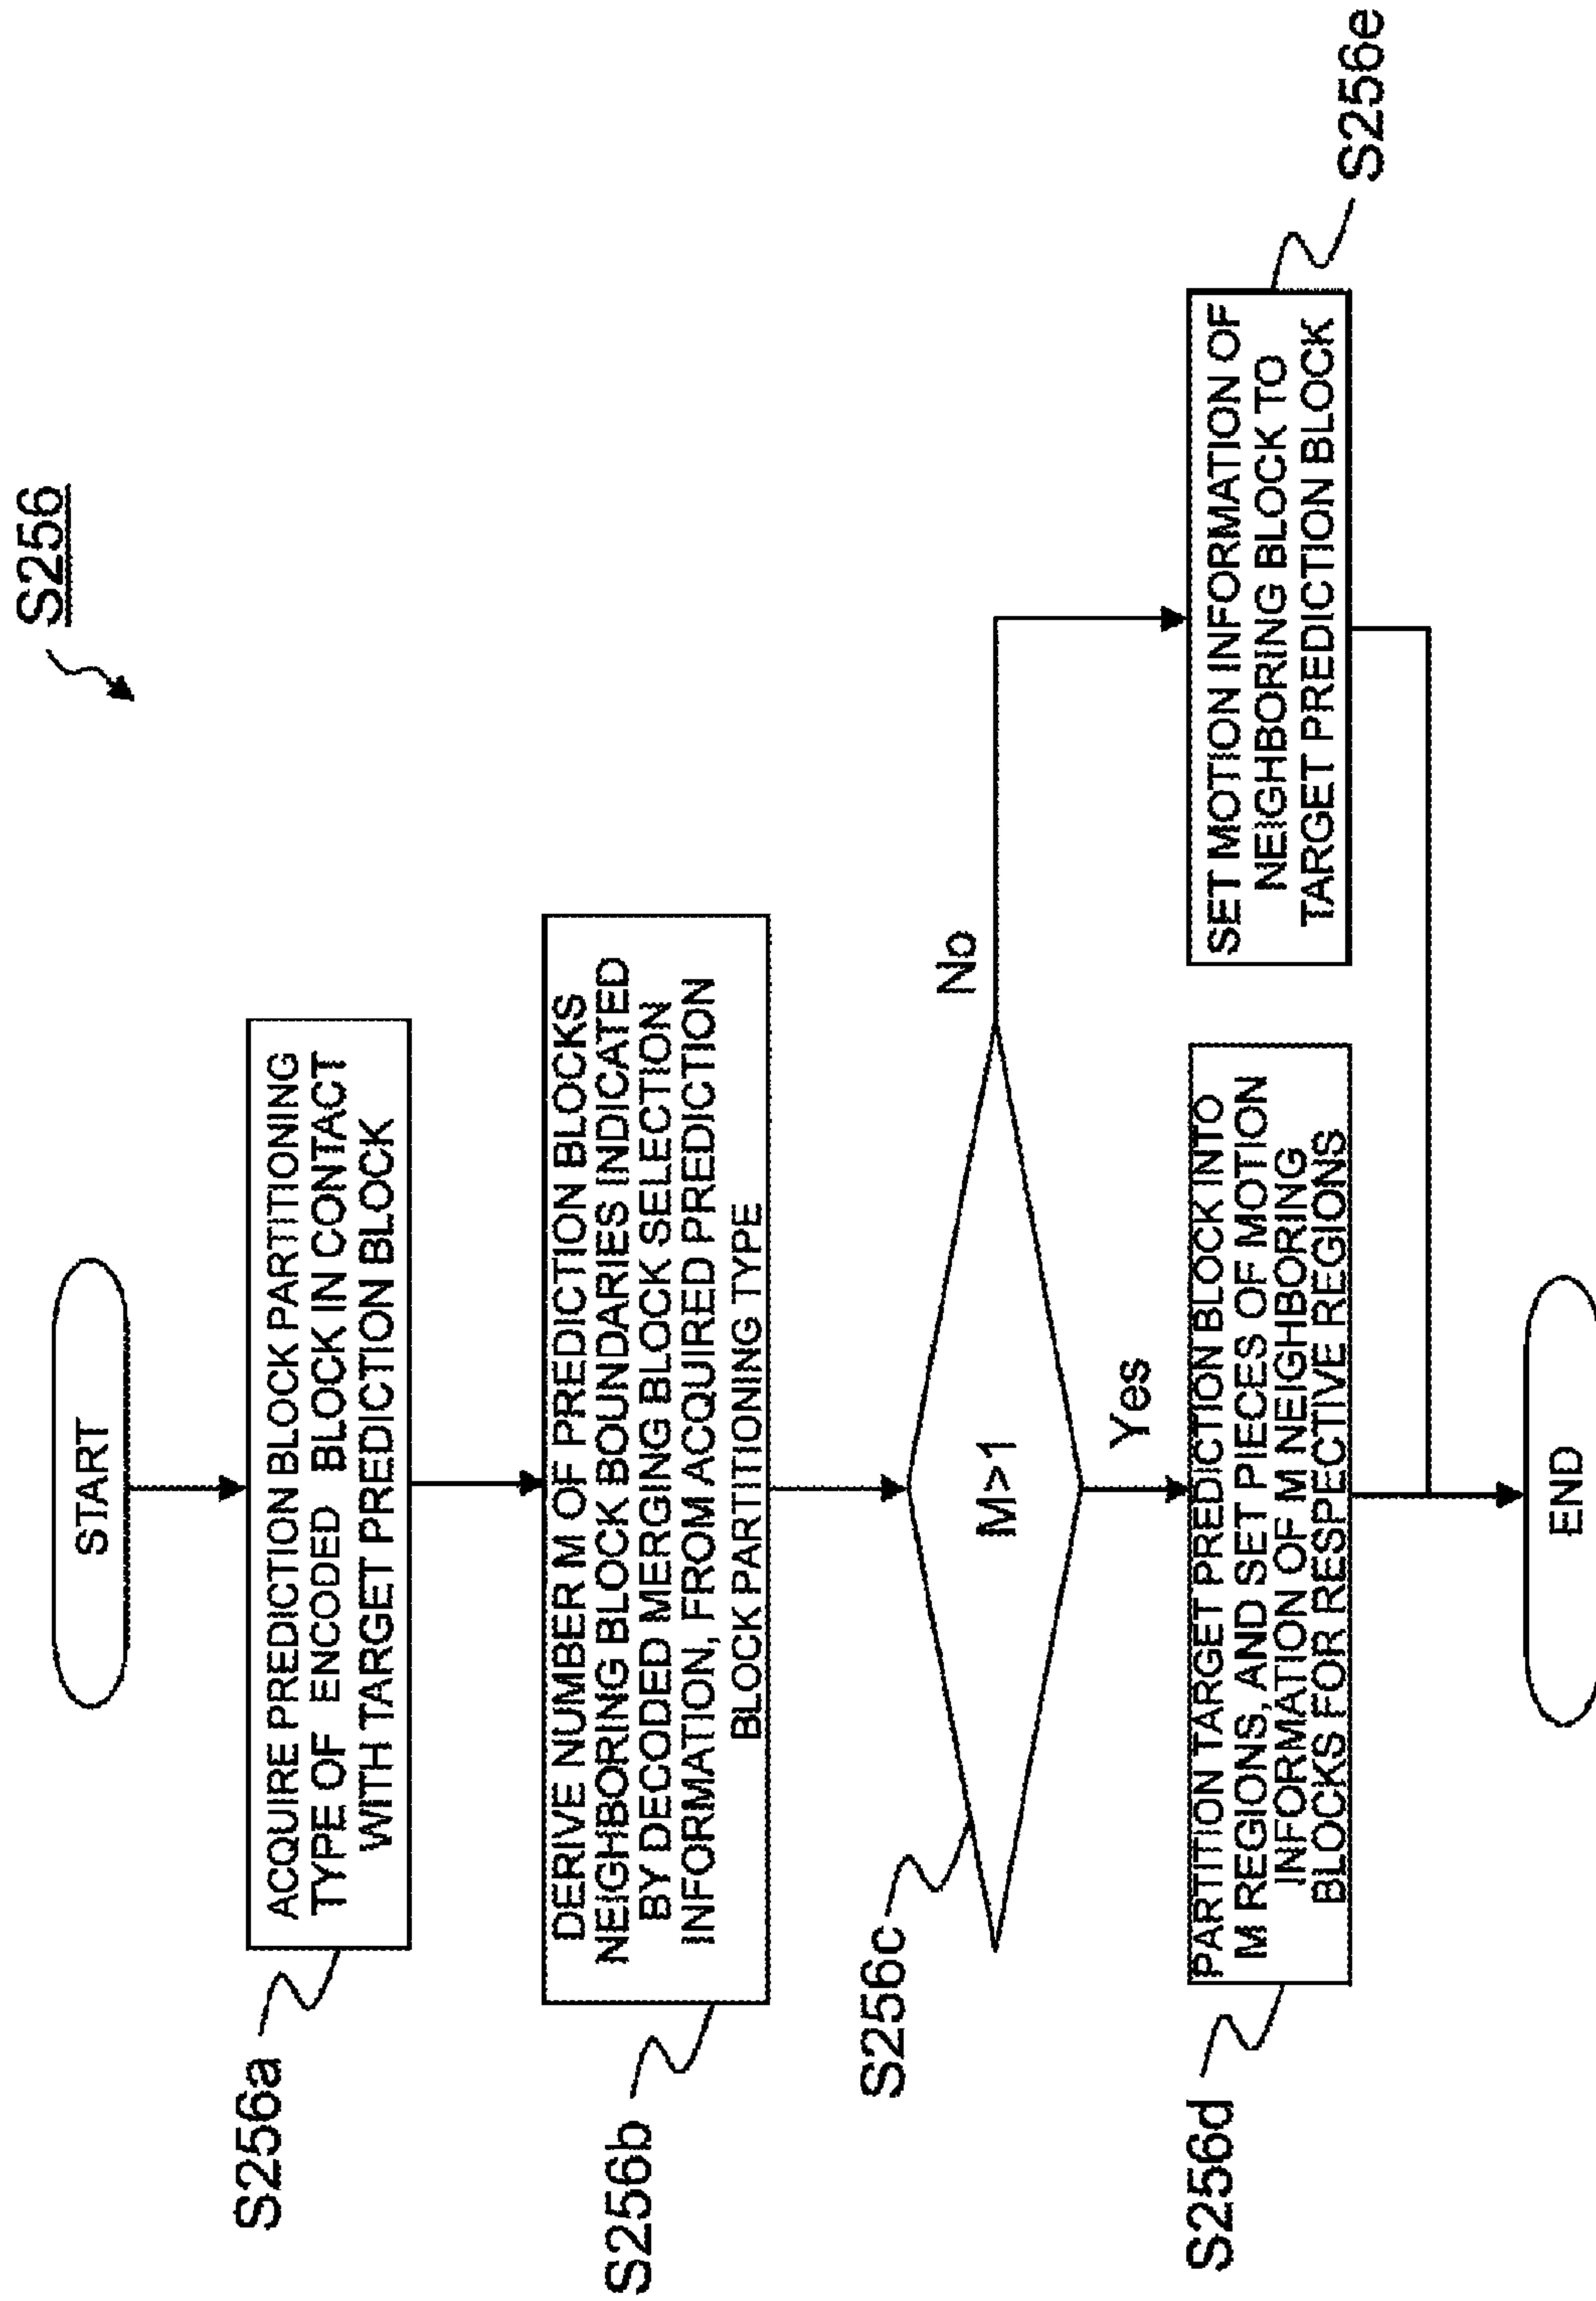 S256
START
S256a
ACQUIRE PREDICTION BLOCK PARTITIONING
TYPE OF ENCODED BLOCK IN CONTACT
WITH TARGET PREDICTION BLOCK
S256b
DERIVE NUMBER M OF PREDICTION BLOCKS
NEIGHBORING BLOCK BOUNDARIES INDICATED
BY DECODED MERGING BLOCK SELECTION
INFORMATION, FROM ACQUIRED PREDICTION
BLOCK PARTITIONING TYPE
S256c
M>1
No
Yes
S256d
PARTITION TARGET PREDICTION BLOCK INTO
M REGIONS, AND SET PIECES OF MOTION
INFORMATION OF M NEIGHBORING
BLOCKS FOR RESPECTIVE REGIONS
SET MOTION INFORMATION OF
NEIGHBORING BLOCK TO
TARGET PREDICTION BLOCK
S256e
END